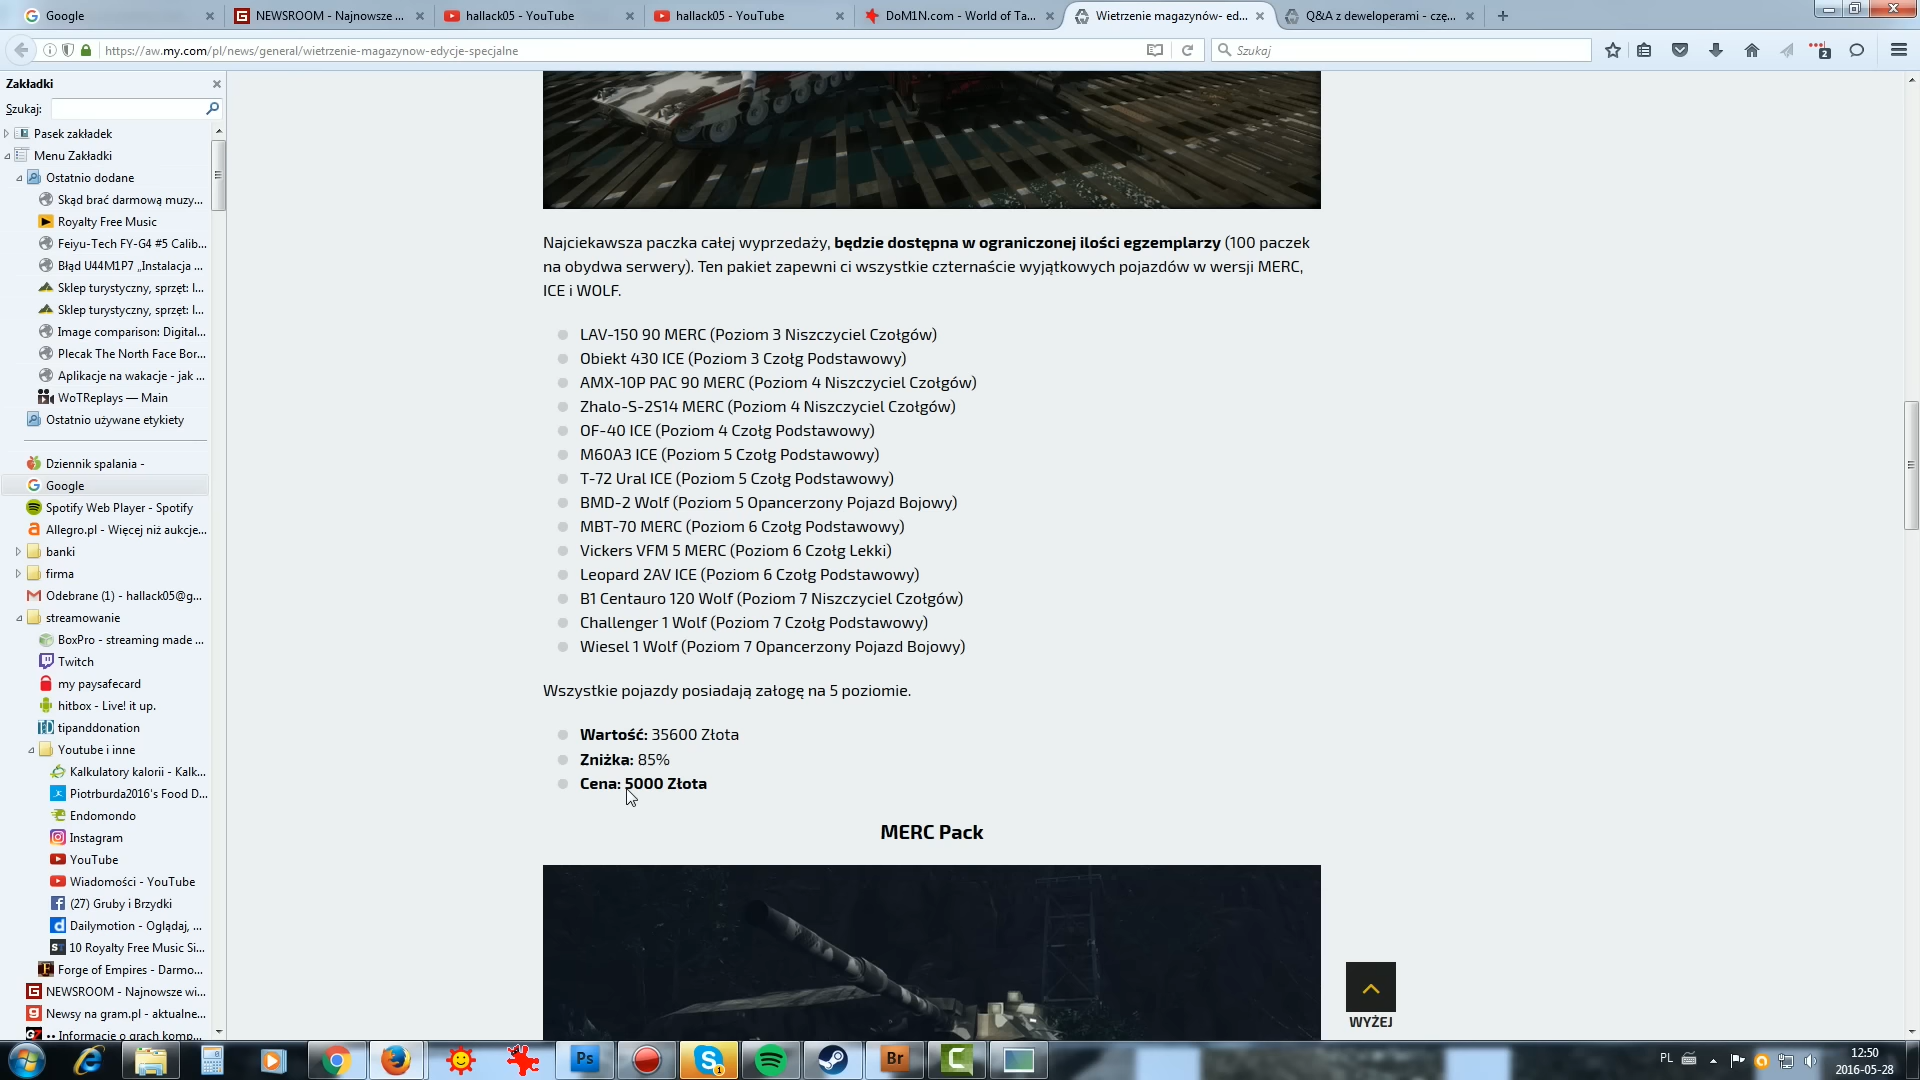 Google
NEWSROOM - Najnowsze ...
hallack05 - YouTube
hallack05 - YouTube
DoM1N.com - World of Ta...
Wietrzenie magazynów- ed...
Q&A z deweloperami - czę...
https://aw.my.com/pl/news/general/wietrzenie-magazynow-edycje-specjalne
Szukaj
2
Zakładki
Szukaj:
Pasek zakładek
Menu Zakładki
Ostatnio dodane
Skąd brać darmową muzy...
Royalty Free Music
Feiyu-Tech FY-G4 #5 Calib...
Błąd U44M1P7 „Instalacja ...
Sklep turystyczny, sprzęt: l...
Sklep turystyczny, sprzęt: l...
Image comparison: Digital...
Plecak The North Face Bor...
Aplikacje na wakacje - jak ...
WoTReplays — Main
Ostatnio używane etykiety
Dziennik spalania -
Google
Spotify Web Player - Spotify
Allegro.pl - Więcej niż aukcje...
banki
firma
Odebrane (1) - hallack05@g...
streamowanie
BoxPro - streaming made ...
Twitch
my paysafecard
hitbox - Live! it up.
tipanddonation
Youtube i inne
Kalkulatory kalorii - Kalk...
Piotrburda2016's Food D...
Endomondo
Instagram
YouTube
Wiadomości - YouTube
(27) Gruby i Brzydki
Dailymotion - Oglądaj, ...
10 Royalty Free Music Si...
Forge of Empires - Darmo...
NEWSROOM - Najnowsze wi...
Newsy na gram.pl - aktualne...
•• Informacje o grach komp...
Najciekawsza paczka całej wyprzedaży, będzie dostępna w ograniczonej ilości egzemplarzy (100 paczek
na obydwa serwery). Ten pakiet zapewni ci wszystkie czternaście wyjątkowych pojazdów w wersji MERC,
ICE i WOLF.
LAV-150 90 MERC (Poziom 3 Niszczyciel Czołgów)
Obiekt 430 ICE (Poziom 3 Czołg Podstawowy)
AMX-10P PAC 90 MERC (Poziom 4 Niszczyciel Czołgów)
Zhalo-S-2S14 MERC (Poziom 4 Niszczyciel Czołgów)
OF-40 ICE (Poziom 4 Czołg Podstawowy)
M60A3 ICE (Poziom 5 Czołg Podstawowy)
T-72 Ural ICE (Poziom 5 Czołg Podstawowy)
BMD-2 Wolf (Poziom 5 Opancerzony Pojazd Bojowy)
MBT-70 MERC (Poziom 6 Czołg Podstawowy)
Vickers VFM 5 MERC (Poziom 6 Czołg Lekki)
Leopard 2AV ICE (Poziom 6 Czołg Podstawowy)
B1 Centauro 120 Wolf (Poziom 7 Niszczyciel Czołgów)
Challenger 1 Wolf (Poziom 7 Czołg Podstawowy)
Wiesel 1 Wolf (Poziom 7 Opancerzony Pojazd Bojowy)
Wszystkie pojazdy posiadają załogę na 5 poziomie.
Wartość: 35600 Złota
Zniżka: 85%
Cena: 5000 Złota
MERC Pack
WYŻEJ
Ps
1
Br
PL
12:50
2016-05-28